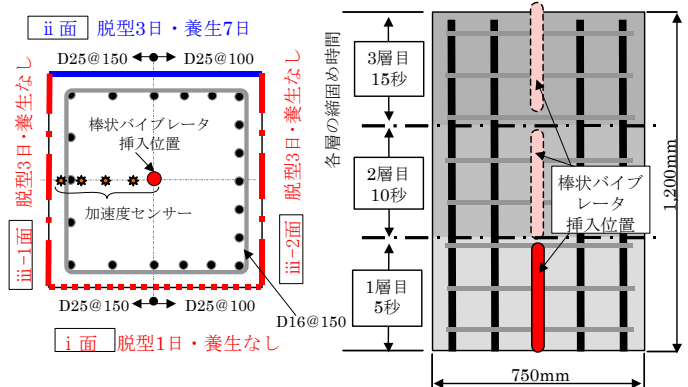 ⅱ面 脱型3日・養生7日
D25@150
D25@100
脱型3日・養生なし
ⅲ-1面
棒状バイブレータ
挿入位置
加速度センサー
脱型3日・養生なし
ⅲ-2面
D25@150
D25@100
D16@150
ⅰ面 脱型1日・養生なし
各層の締固め時間
3層目
15秒
2層目
10秒
1層目
5秒
棒状バイブ
レータ
挿入位置
1,200mm
750mm